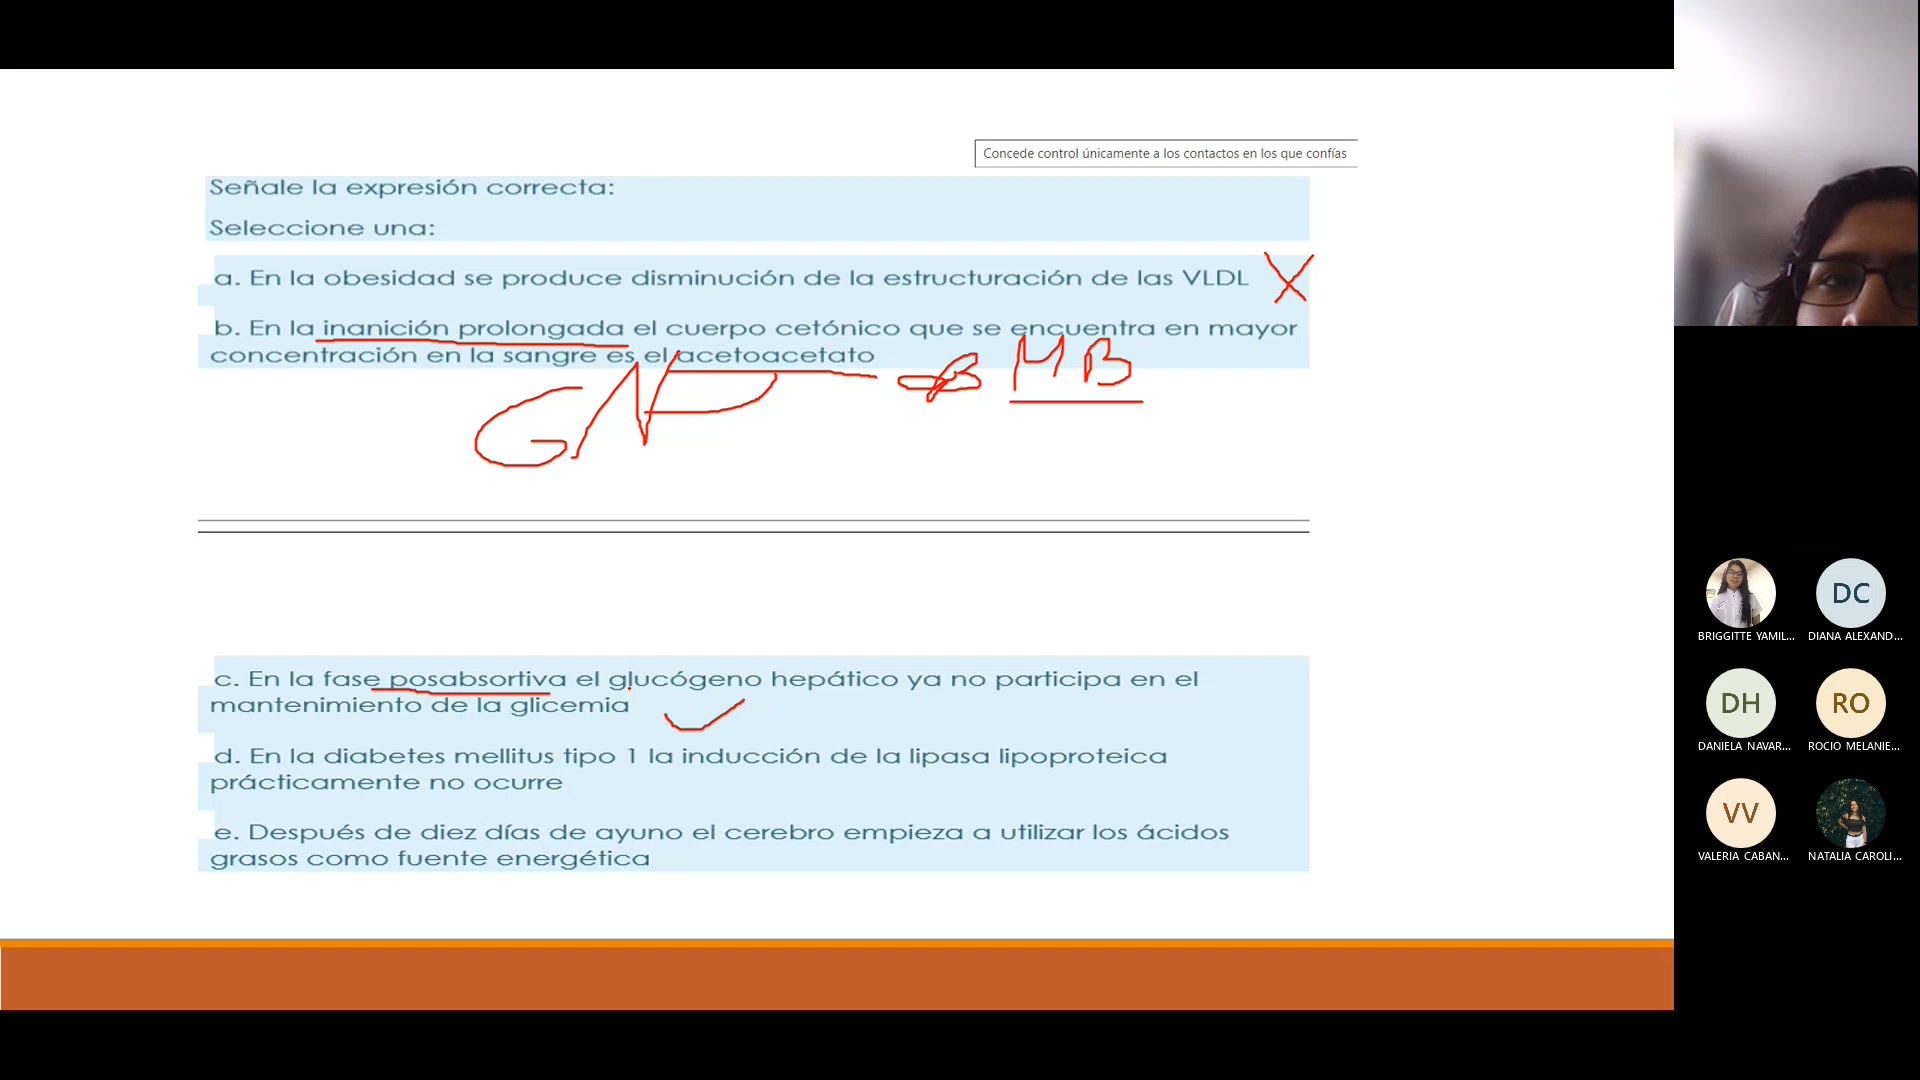 Concede control únicamente a los contactos en los que confías
Señale la expresión correcta:
Seleccione una:
a. En la obesidad se produce disminución de la estructuración de las VLDL
b. En la inanición prolongada el cuerpo cetónico que se encuentra en mayor
concentración en la sangre es el acetoacetato
GND
HB
c. En la fase posabsortiva el glucógeno hepático ya no participa en el
mantenimiento de la glicemia
d. En la diabetes mellitus tipo 1 la inducción de la lipasa lipoproteica
prácticamente no ocurre
e. Después de diez días de ayuno el cerebro empieza a utilizar los ácidos
grasos como fuente energética
DC
BRIGGITTE YAMIL...
DIANA ALEXAND...
DH
RO
DANIELA NAVAR...
ROCIO MELANIE...
VV
VALERIA CABAN...
NATALIA CAROLI...